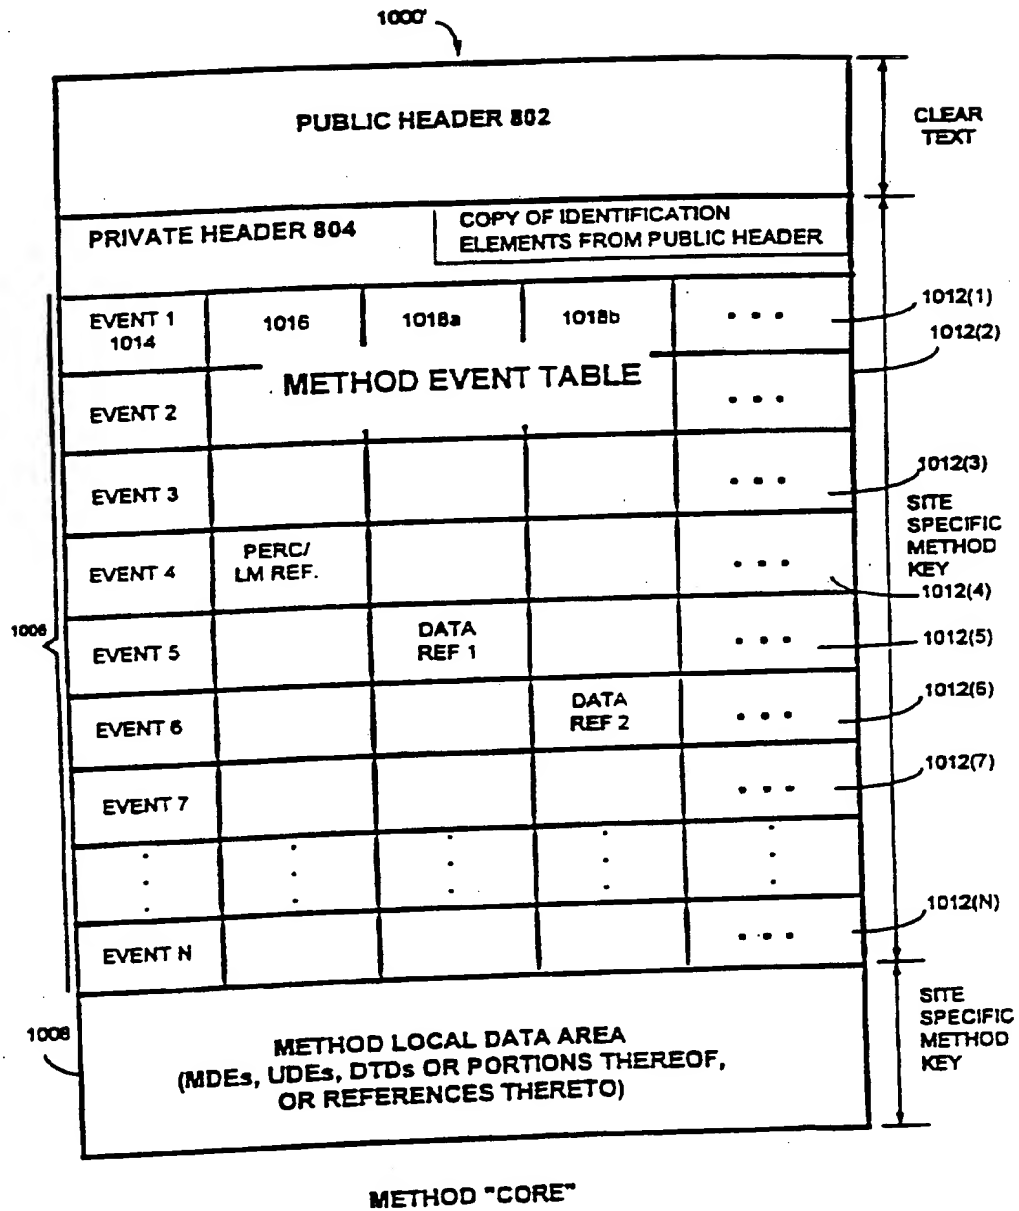 1000'
PUBLIC HEADER 802
CLEAR
TEXT
PRIVATE HEADER 804
COPY OF IDENTIFICATION
ELEMENTS FROM PUBLIC HEADER
EVENT 1
1014
1016
1018a
1018b
• • •
1012(1)
1012(2)
METHOD EVENT TABLE
EVENT 2
• • •
EVENT 3
• • •
1012(3)
SITE
SPECIFIC
METHOD
KEY
EVENT 4
PERC/
LM REF.
• • •
1012(4)
1006
EVENT 5
DATA
REF 1
• • •
1012(5)
EVENT 6
DATA
REF 2
• • •
1012(6)
EVENT 7
• • •
1012(7)
EVENT N
• • •
1012(N)
1008
METHOD LOCAL DATA AREA
(MDEs, UDEs, DTDs OR PORTIONS THEREOF,
OR REFERENCES THERETO)
SITE
SPECIFIC
METHOD
KEY
METHOD "CORE"